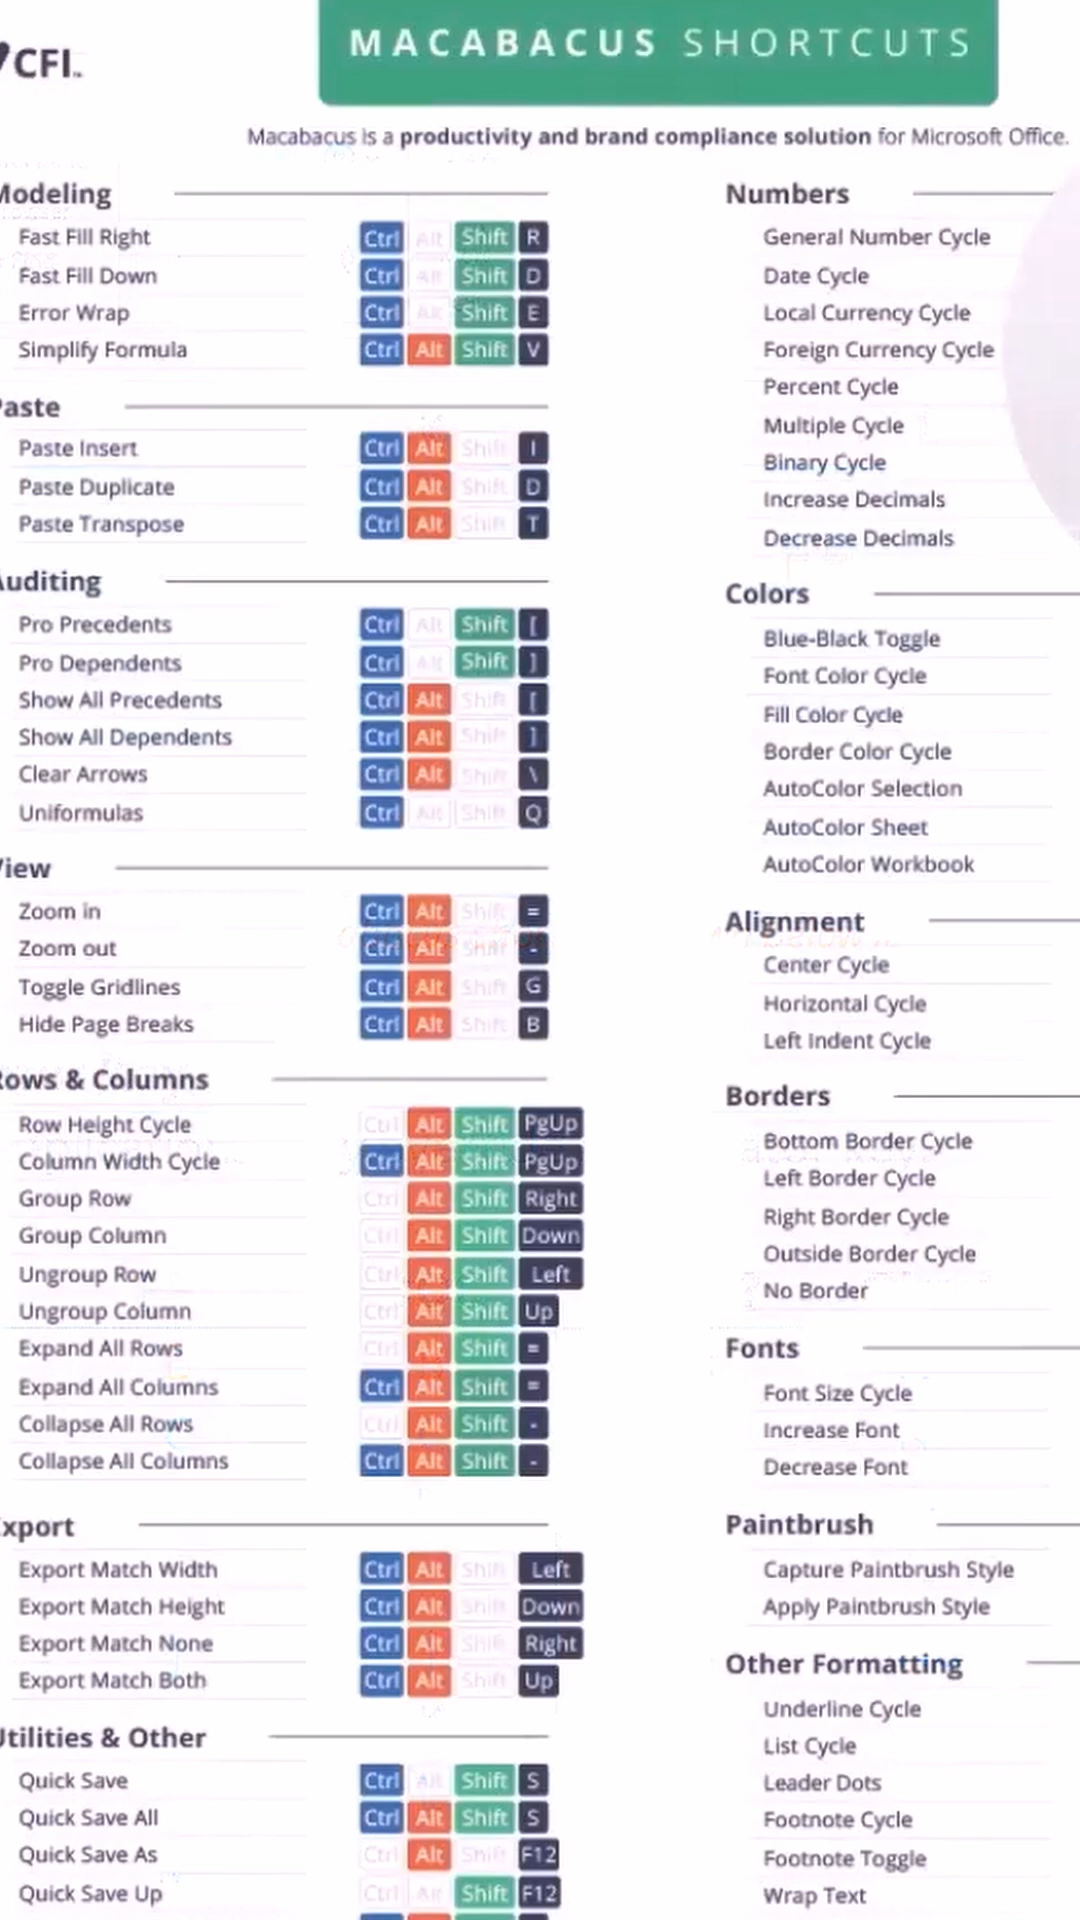 CFI™
MACABACUS SHORTCUTS
Macabacus is a productivity and brand compliance solution for Microsoft Office.
Modeling
Fast Fill Right Ctrl Alt Shift R
Fast Fill Down Ctrl Alt Shift D
Error Wrap Ctrl Alt Shift E
Simplify Formula Ctrl Alt Shift V
Paste
Paste Insert Ctrl Alt Shift I
Paste Duplicate Ctrl Alt Shift D
Paste Transpose Ctrl Alt Shift T
Auditing
Pro Precedents Ctrl Alt Shift [
Pro Dependents Ctrl Alt Shift ]
Show All Precedents Ctrl Alt Shift [
Show All Dependents Ctrl Alt Shift ]
Clear Arrows Ctrl Alt Shift \
Uniformulas Ctrl Alt Shift Q
View
Zoom in Ctrl Alt Shift =
Zoom out Ctrl Alt Shift -
Toggle Gridlines Ctrl Alt Shift G
Hide Page Breaks Ctrl Alt Shift B
Rows & Columns
Row Height Cycle Ctrl Alt Shift PgUp
Column Width Cycle Ctrl Alt Shift PgUp
Group Row Ctrl Alt Shift Right
Group Column Ctrl Alt Shift Down
Ungroup Row Ctrl Alt Shift Left
Ungroup Column Ctrl Alt Shift Up
Expand All Rows Ctrl Alt Shift =
Expand All Columns Ctrl Alt Shift =
Collapse All Rows Ctrl Alt Shift -
Collapse All Columns Ctrl Alt Shift -
Export
Export Match Width Ctrl Alt Shift Left
Export Match Height Ctrl Alt Shift Down
Export Match None Ctrl Alt Shift Right
Export Match Both Ctrl Alt Shift Up
Utilities & Other
Quick Save Ctrl Alt Shift S
Quick Save All Ctrl Alt Shift S
Quick Save As Ctrl Alt Shift F12
Quick Save Up Ctrl Alt Shift F12
Numbers
General Number Cycle
Date Cycle
Local Currency Cycle
Foreign Currency Cycle
Percent Cycle
Multiple Cycle
Binary Cycle
Increase Decimals
Decrease Decimals
Colors
Blue-Black Toggle
Font Color Cycle
Fill Color Cycle
Border Color Cycle
AutoColor Selection
AutoColor Sheet
AutoColor Workbook
Alignment
Center Cycle
Horizontal Cycle
Left Indent Cycle
Borders
Bottom Border Cycle
Left Border Cycle
Right Border Cycle
Outside Border Cycle
No Border
Fonts
Font Size Cycle
Increase Font
Decrease Font
Paintbrush
Capture Paintbrush Style
Apply Paintbrush Style
Other Formatting
Underline Cycle
List Cycle
Leader Dots
Footnote Cycle
Footnote Toggle
Wrap Text